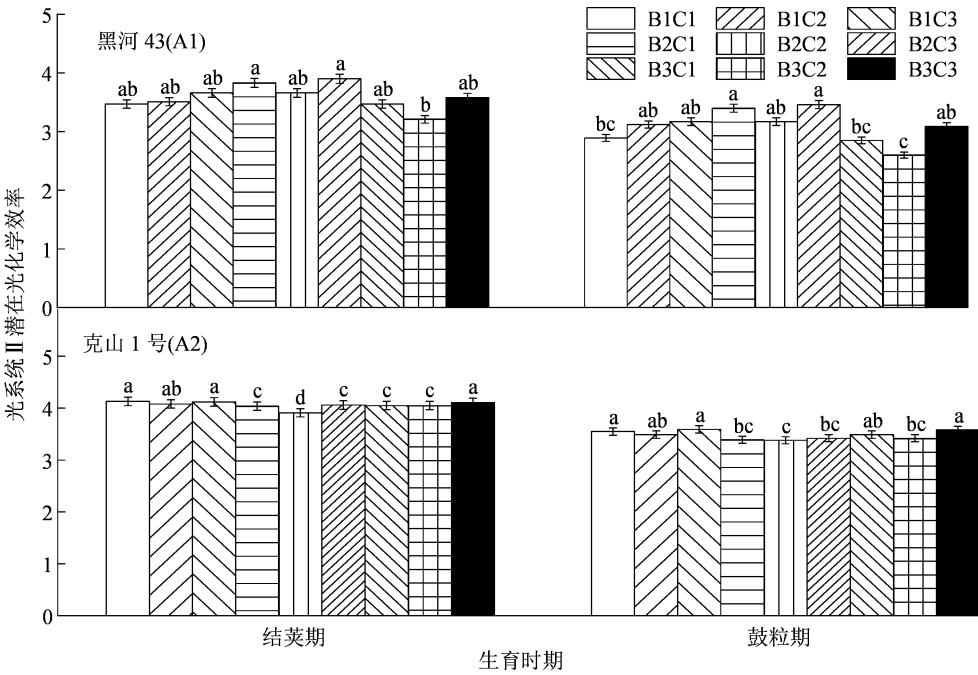 光系统Ⅱ潜在光化学效率
黑河 43(A1)
B1C1 B1C2 B1C3
B2C1 B2C2 B2C3
B3C1 B3C2 B3C3
5
4
3
2
1
0
ab ab ab a ab a ab b ab
bc ab ab a ab a bc c ab
克山 1 号(A2)
5
4
3
2
1
0
a ab a c d c c c a
a ab a bc c bc ab bc a
结荚期 鼓粒期
生育时期